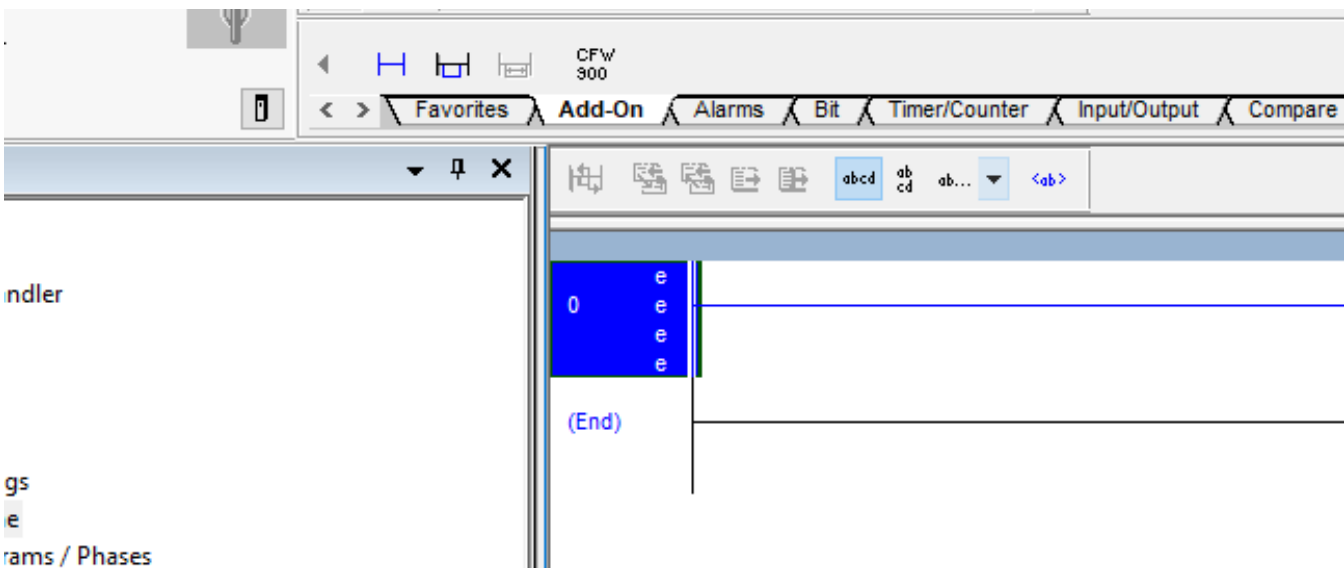 CFW
900
< > Favorites Add-On Alarms Bit Timer/Counter Input/Output Compare
abcd ab cd ab... <ab>
e
0 e
e
e
(End)
ndler
gs
e
rams / Phases